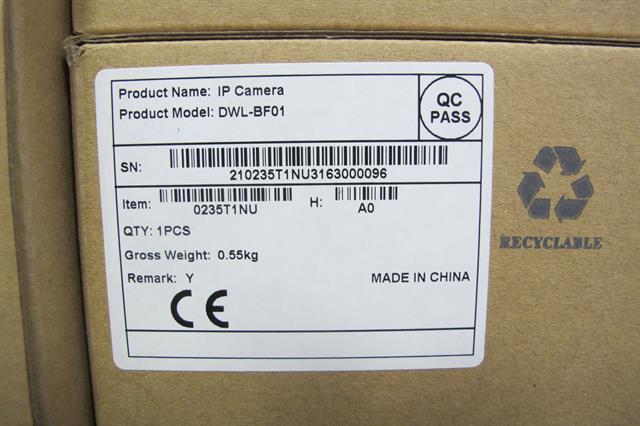 Product Name: IP Camera
Product Model: DWL-BF01
QC
PASS
SN:
210235T1NU3163000096
Item:
0235T1NU
H:
A0
QTY: 1PCS
Gross Weight: 0.55kg
Remark: Y
MADE IN CHINA
CE
RECYCLABLE